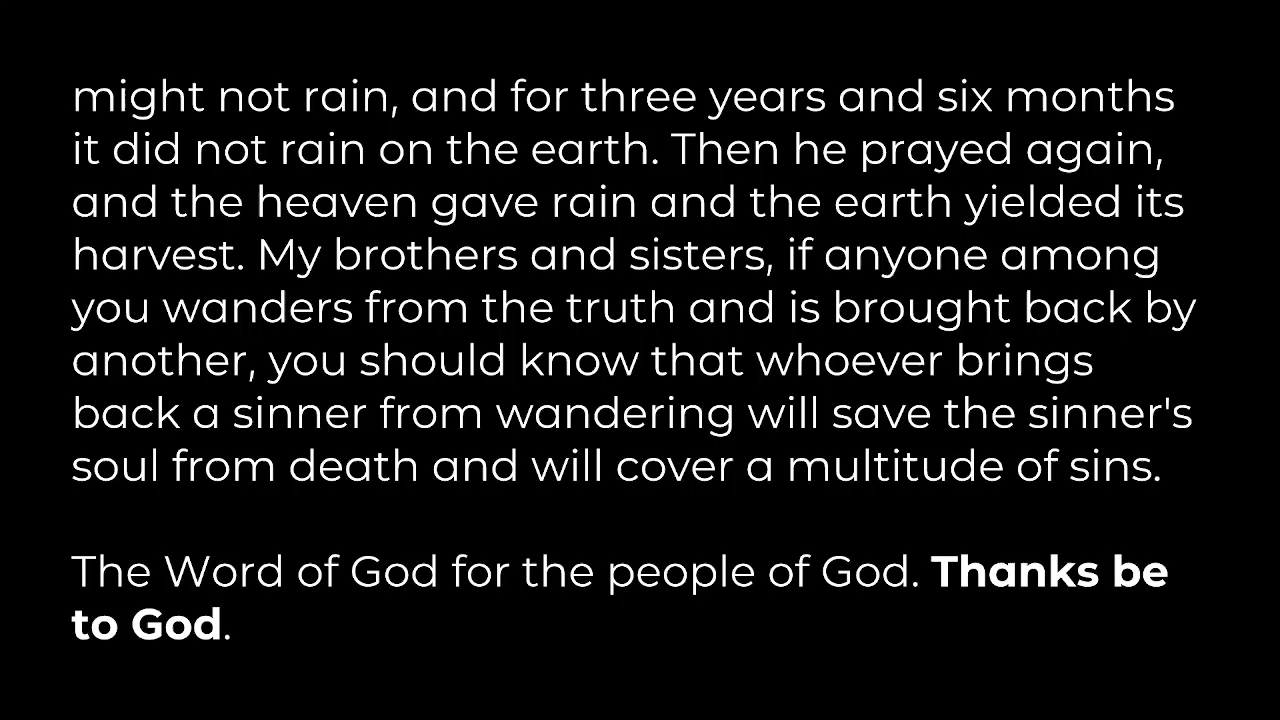 might not rain, and for three years and six months
it did not rain on the earth. Then he prayed again,
and the heaven gave rain and the earth yielded its
harvest. My brothers and sisters, if anyone among
you wanders from the truth and is brought back by
another, you should know that whoever brings
back a sinner from wandering will save the sinner's
soul from death and will cover a multitude of sins.
The Word of God for the people of God. Thanks be
to God.